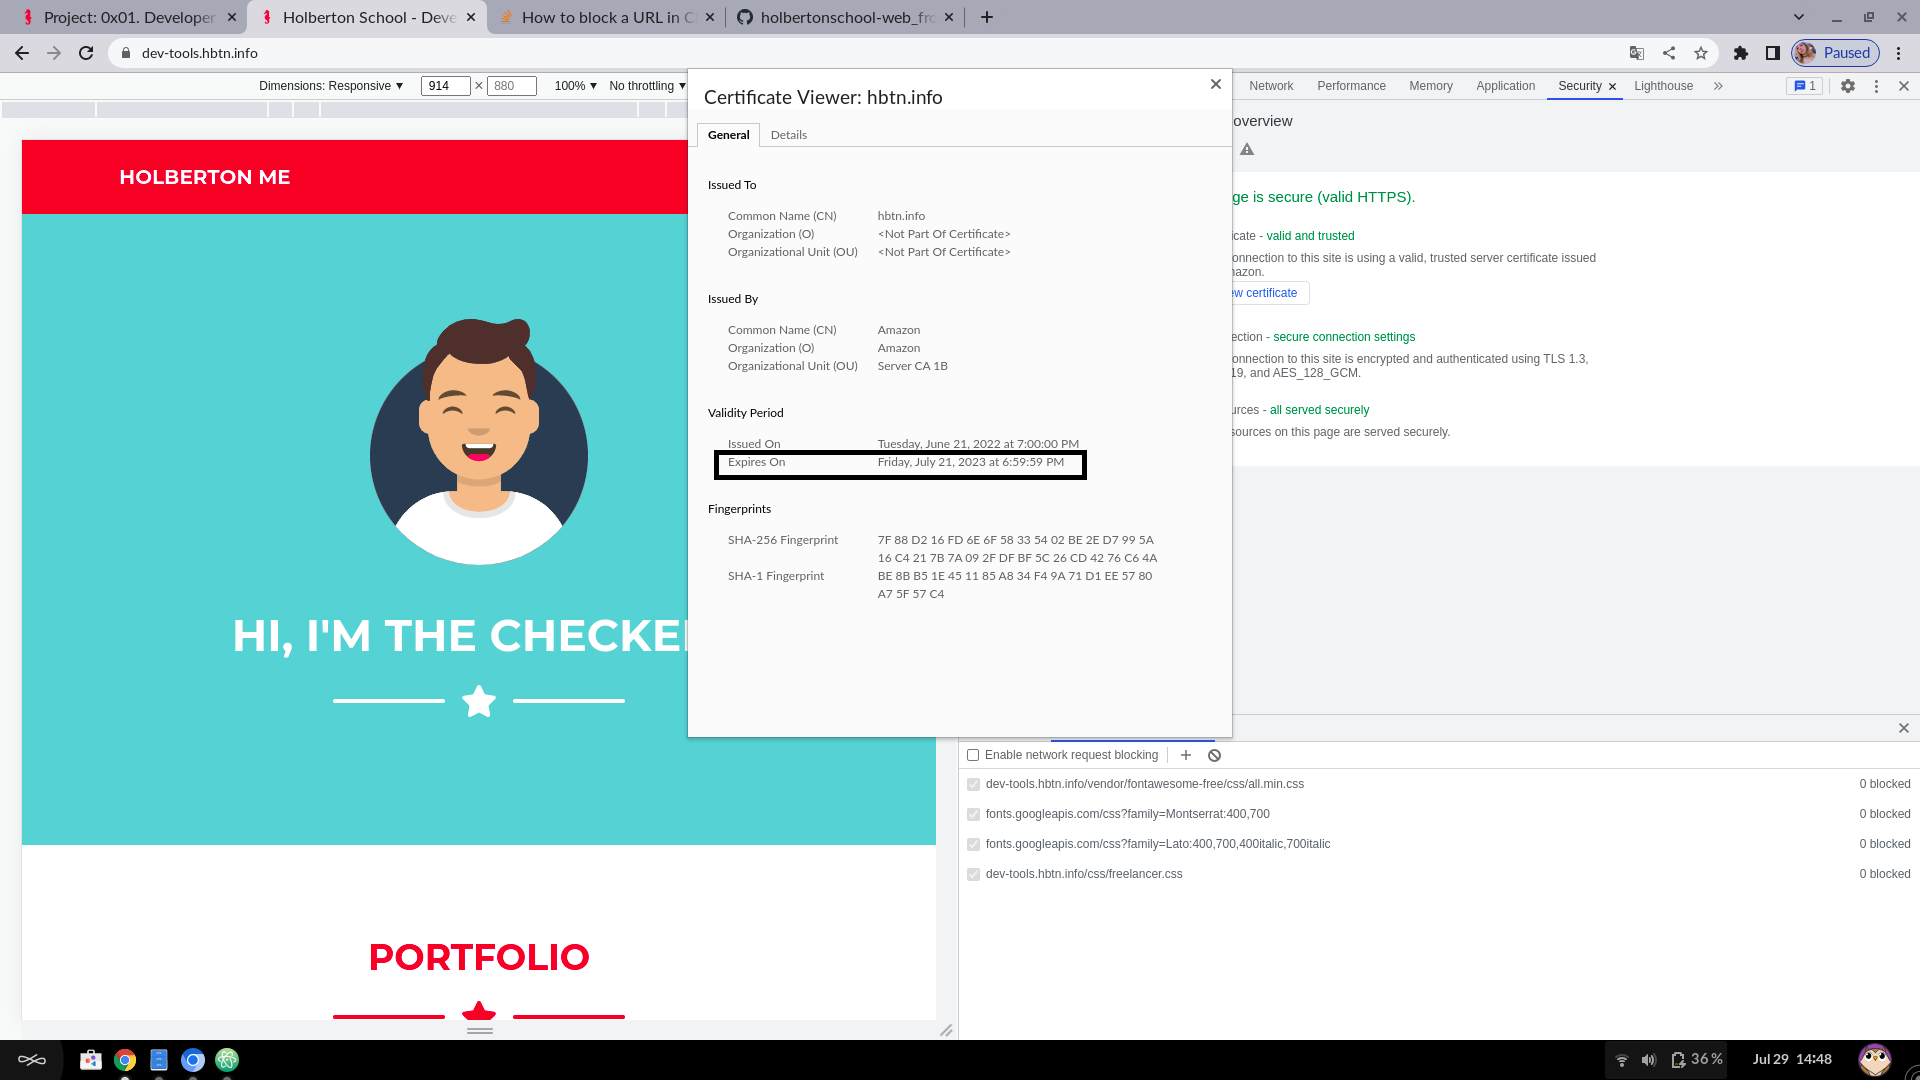 Project: 0x01. Developer
Holberton School - Deve
How to block a URL in C
holbertonschool-web_fro
dev-tools.hbtn.info
Paused
Dimensions: Responsive
914 × 880
100%
No throttling
Network
Performance
Memory
Application
Security
Lighthouse
1
Certificate Viewer: hbtn.info
General
Details
Issued To
Common Name (CN) hbtn.info
Organization (O) <Not Part Of Certificate>
Organizational Unit (OU) <Not Part Of Certificate>
Issued By
Common Name (CN) Amazon
Organization (O) Amazon
Organizational Unit (OU) Server CA 1B
Validity Period
Issued On Tuesday, June 21, 2022 at 7:00:00 PM
Expires On Friday, July 21, 2023 at 6:59:59 PM
Fingerprints
SHA-256 Fingerprint 7F 88 D2 16 FD 6E 6F 58 33 54 02 BE 2E D7 99 5A
16 C4 21 7B 7A 09 2F DF BF 5C 26 CD 42 76 C6 4A
SHA-1 Fingerprint BE 8B B5 1E 45 11 85 A8 34 F4 9A 71 D1 EE 57 80
A7 5F 57 C4
overview
ge is secure (valid HTTPS).
icate - valid and trusted
onnection to this site is using a valid, trusted server certificate issued
nazon.
ew certificate
ection - secure connection settings
onnection to this site is encrypted and authenticated using TLS 1.3,
19, and AES_128_GCM.
urces - all served securely
sources on this page are served securely.
HOLBERTON ME
HI, I'M THE CHECKER
PORTFOLIO
Enable network request blocking
dev-tools.hbtn.info/vendor/fontawesome-free/css/all.min.css 0 blocked
fonts.googleapis.com/css?family=Montserrat:400,700 0 blocked
fonts.googleapis.com/css?family=Lato:400,700,400italic,700italic 0 blocked
dev-tools.hbtn.info/css/freelancer.css 0 blocked
36 %
Jul 29 14:48